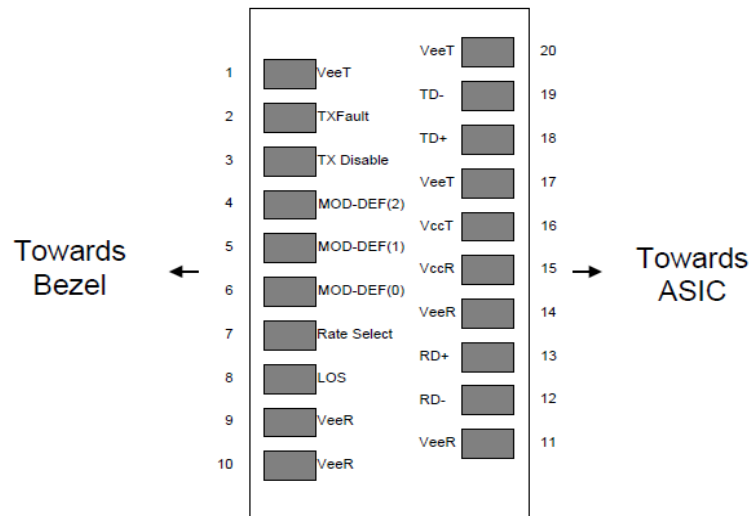 VeeT 20
1 VeeT
TD- 19
2 TXFault
TD+ 18
3 TX Disable
VeeT 17
4 MOD-DEF(2)
VccT 16
5 MOD-DEF(1)
Towards
Bezel
VccR 15
Towards
ASIC
6 MOD-DEF(0)
VeeR 14
7 Rate Select
RD+ 13
8 LOS
RD- 12
9 VeeR
VeeR 11
10 VeeR